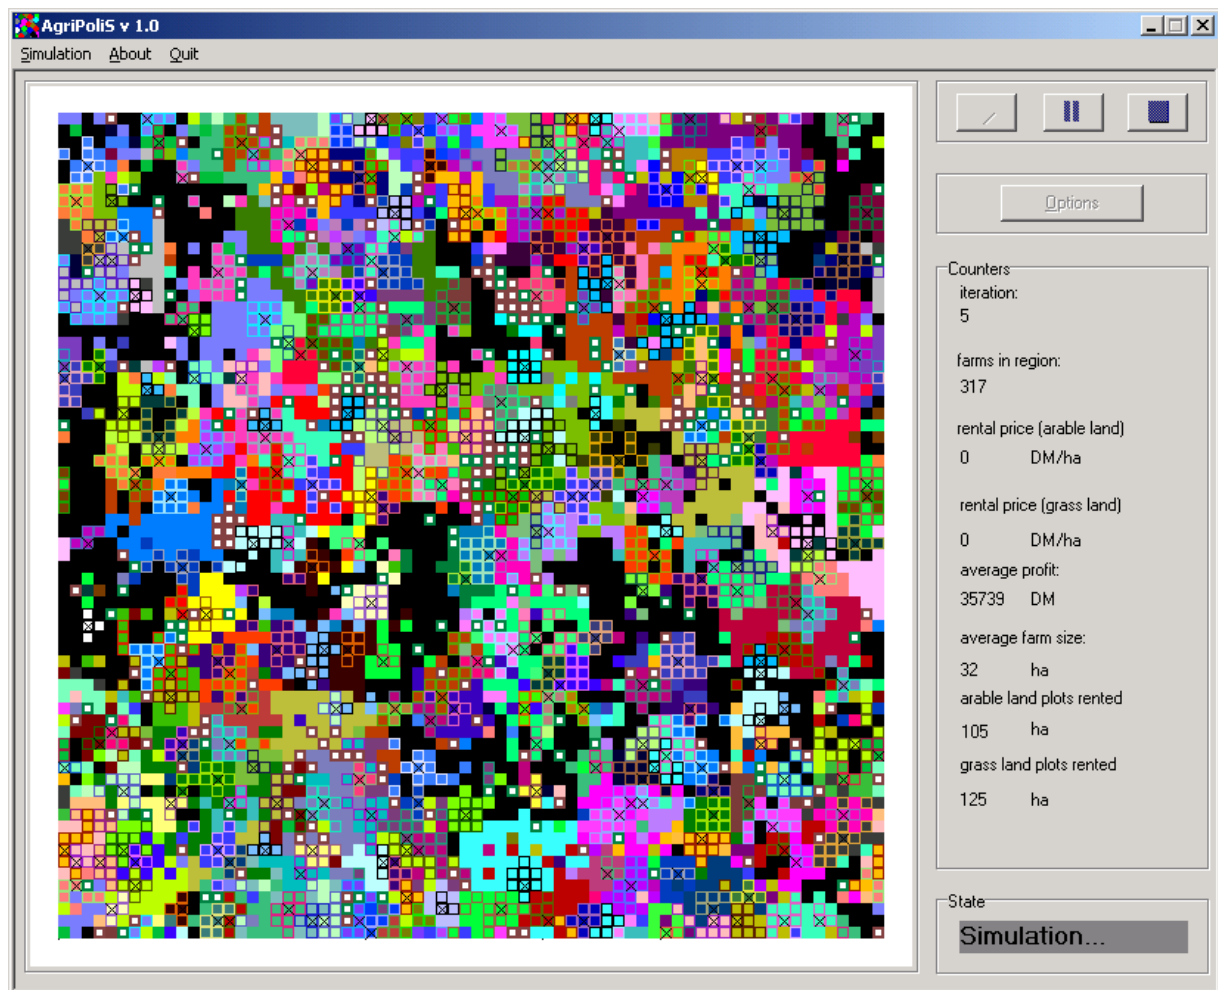 AgriPoliS v 1.0
Simulation About Quit
Options
Counters
iteration:
5
farms in region:
317
rental price (arable land)
0 DM/ha
rental price (grass land)
0 DM/ha
average profit:
35739 DM
average farm size:
32 ha
arable land plots rented
105 ha
grass land plots rented
125 ha
State
Simulation...